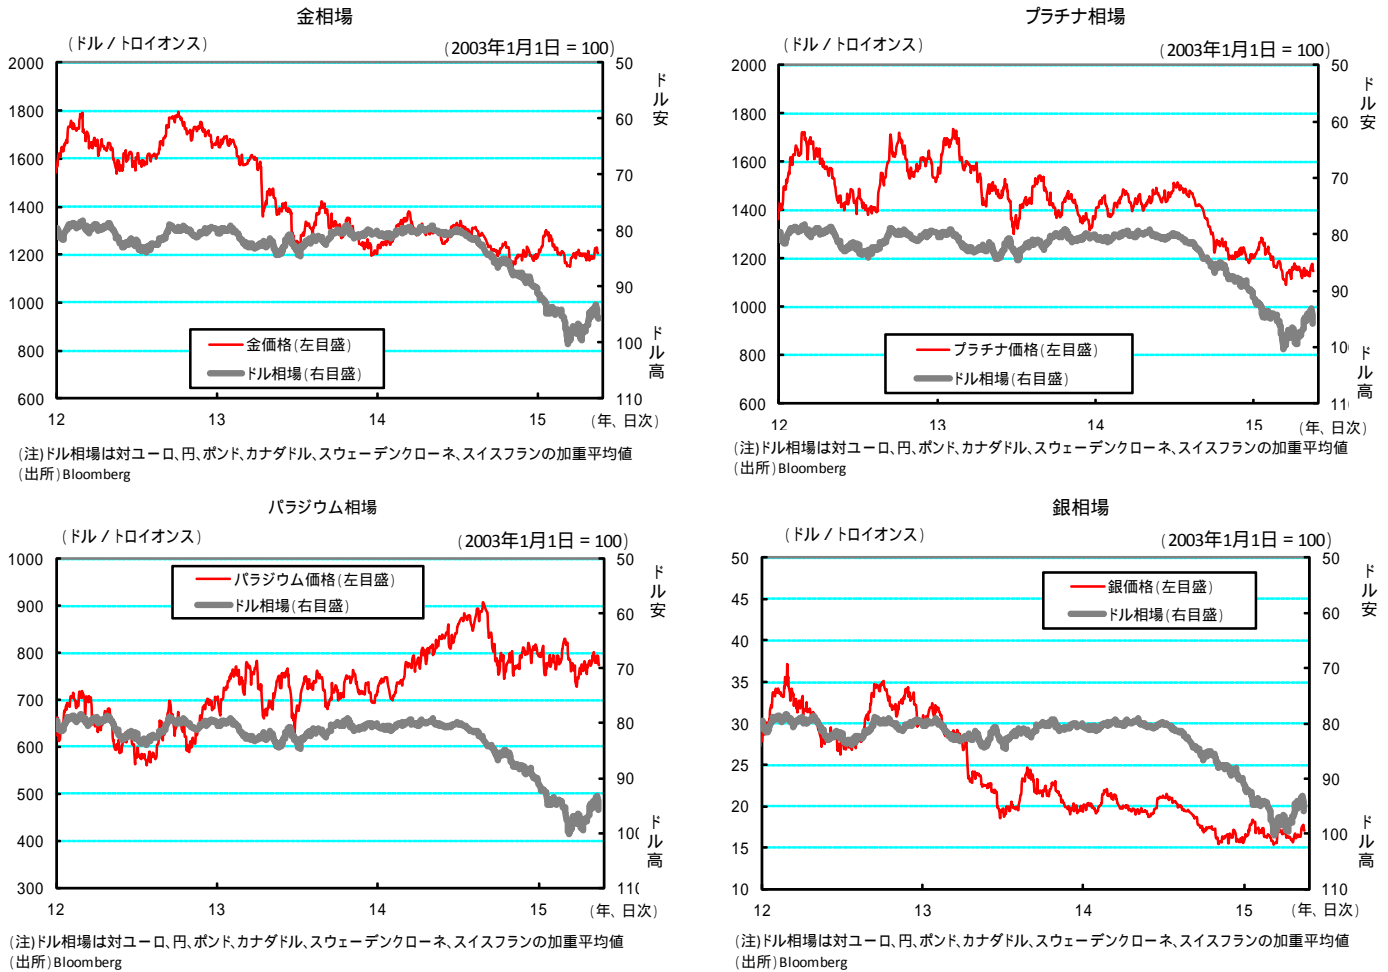 金相場
(ドル / トロイオンス)
(2003年1月1日 = 100)
2000
1800
1600
1400
1200
1000
800
600
50
60
70
80
90
100
110
ドル安
ドル高
金価格(左目盛)
ドル相場(右目盛)
12
13
14
15
(年、日次)
(注)ドル相場は対ユーロ、円、ポンド、カナダドル、スウェーデンクローネ、スイスフランの加重平均値
(出所)Bloomberg
プラチナ相場
(ドル / トロイオンス)
(2003年1月1日 = 100)
2000
1800
1600
1400
1200
1000
800
600
50
60
70
80
90
10
11
ドル安
ドル高
プラチナ価格(左目盛)
ドル相場(右目盛)
12
13
14
15
(年、日次)
(注)ドル相場は対ユーロ、円、ポンド、カナダドル、スウェーデンクローネ、スイスフランの加重平均値
(出所)Bloomberg
パラジウム相場
(ドル / トロイオンス)
(2003年1月1日 = 100)
1000
900
800
700
600
500
400
300
50
60
70
80
90
10
11
ドル安
ドル高
パラジウム価格(左目盛)
ドル相場(右目盛)
12
13
14
15
(年、日次)
(注)ドル相場は対ユーロ、円、ポンド、カナダドル、スウェーデンクローネ、スイスフランの加重平均値
(出所)Bloomberg
銀相場
(ドル / トロイオンス)
(2003年1月1日 = 100)
50
45
40
35
30
25
20
15
10
50
60
70
80
90
100
110
ドル安
ドル高
銀価格(左目盛)
ドル相場(右目盛)
12
13
14
15
(年、日次)
(注)ドル相場は対ユーロ、円、ポンド、カナダドル、スウェーデンクローネ、スイスフランの加重平均値
(出所)Bloomberg